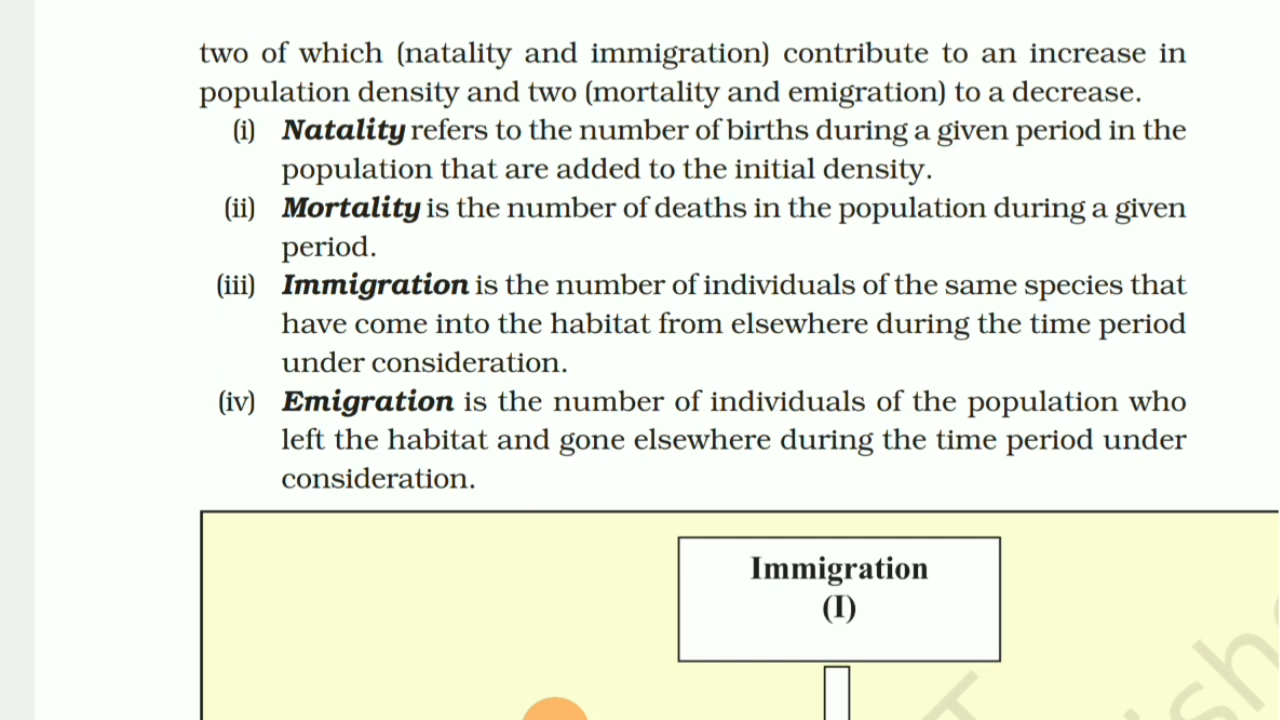 two of which (natality and immigration) contribute to an increase in
population density and two (mortality and emigration) to a decrease.
(i) Natality refers to the number of births during a given period in the
population that are added to the initial density.
(ii) Mortality is the number of deaths in the population during a given
period.
(iii) Immigration is the number of individuals of the same species that
have come into the habitat from elsewhere during the time period
under consideration.
(iv) Emigration is the number of individuals of the population who
left the habitat and gone elsewhere during the time period under
consideration.
Immigration
(I)